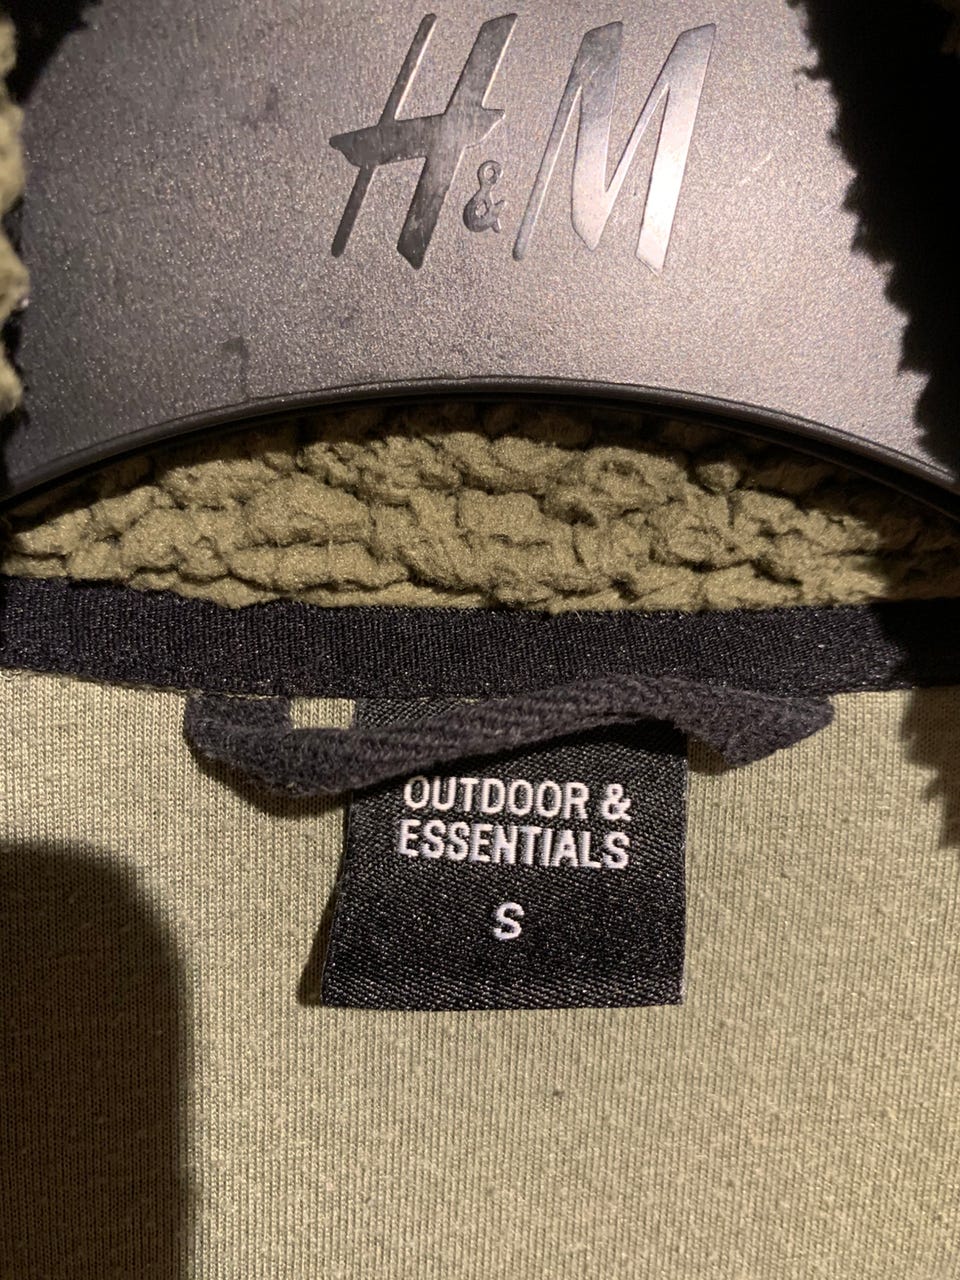 H&M
OUTDOOR &
ESSENTIALS
S